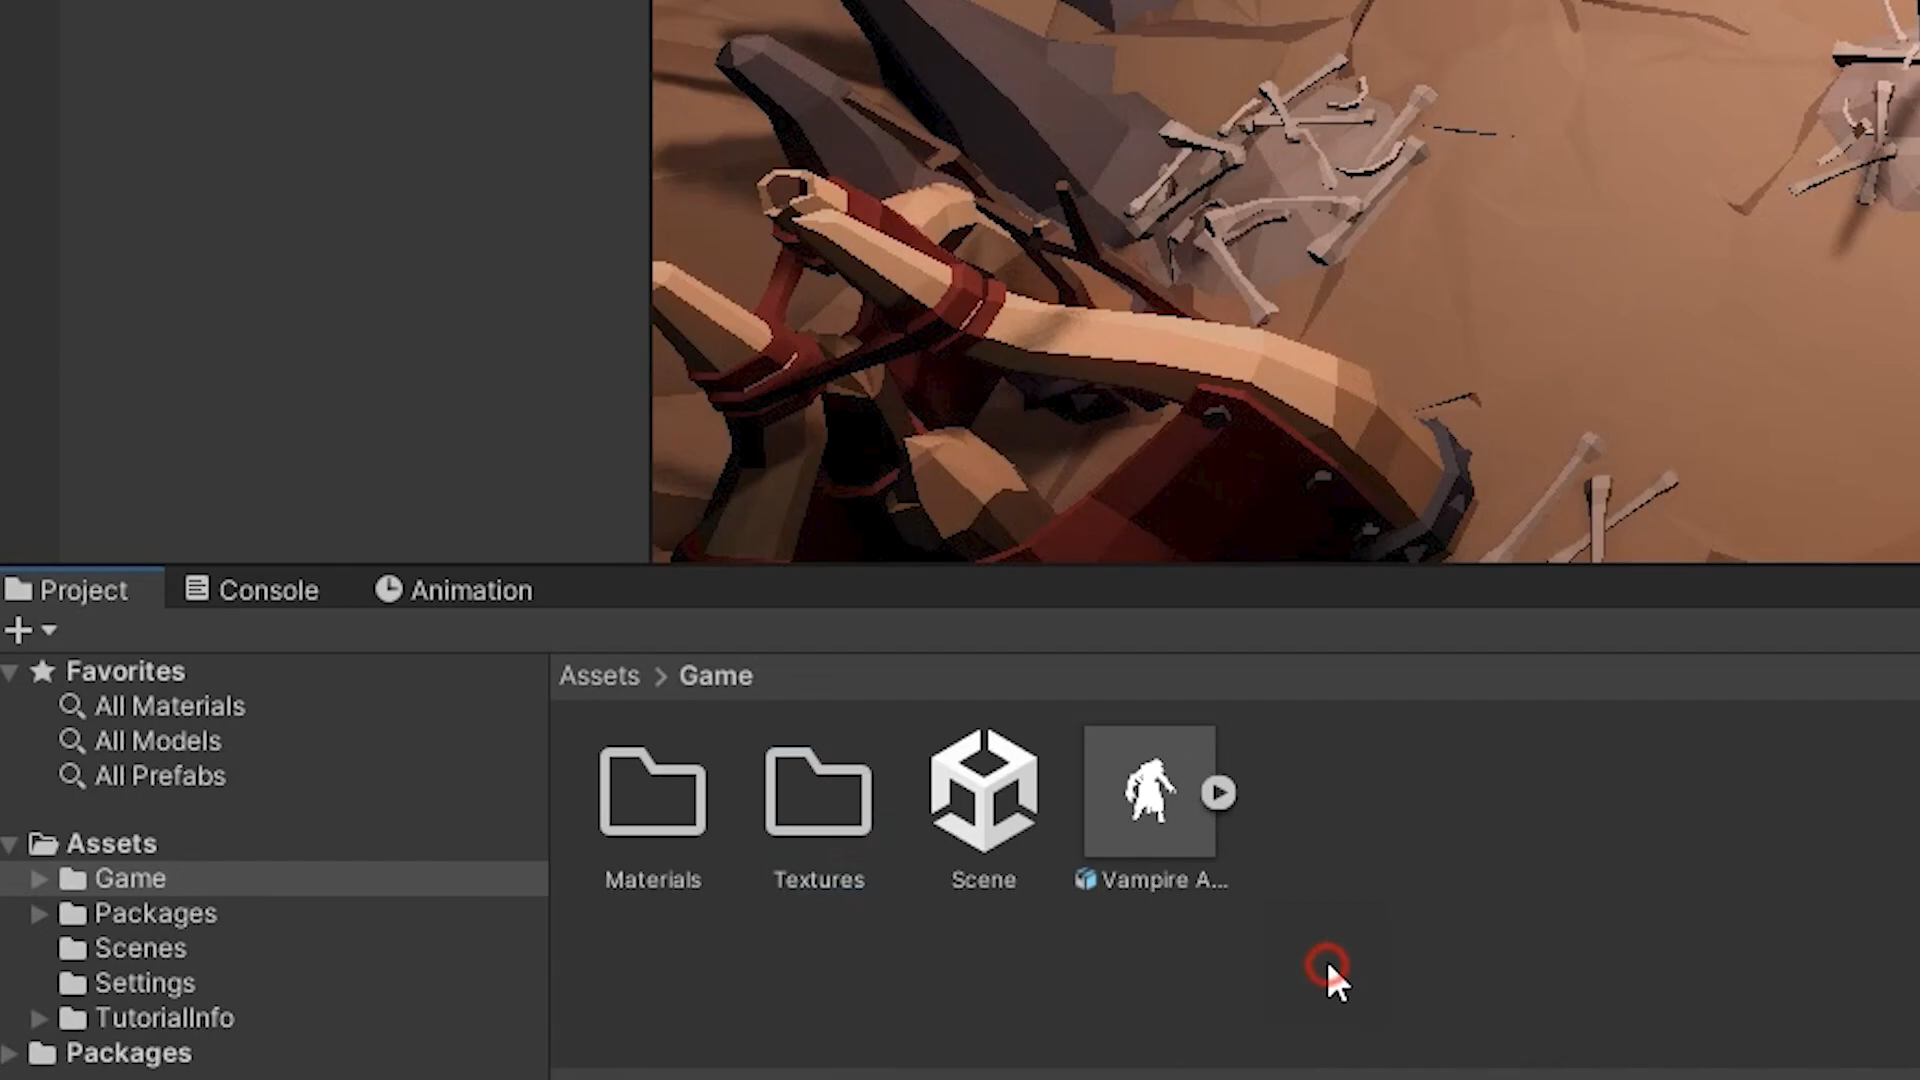 Project
Console
Animation
Favorites
All Materials
All Models
All Prefabs
Assets
Game
Packages
Scenes
Settings
TutorialInfo
Packages
Assets > Game
Materials
Textures
Scene
Vampire A...